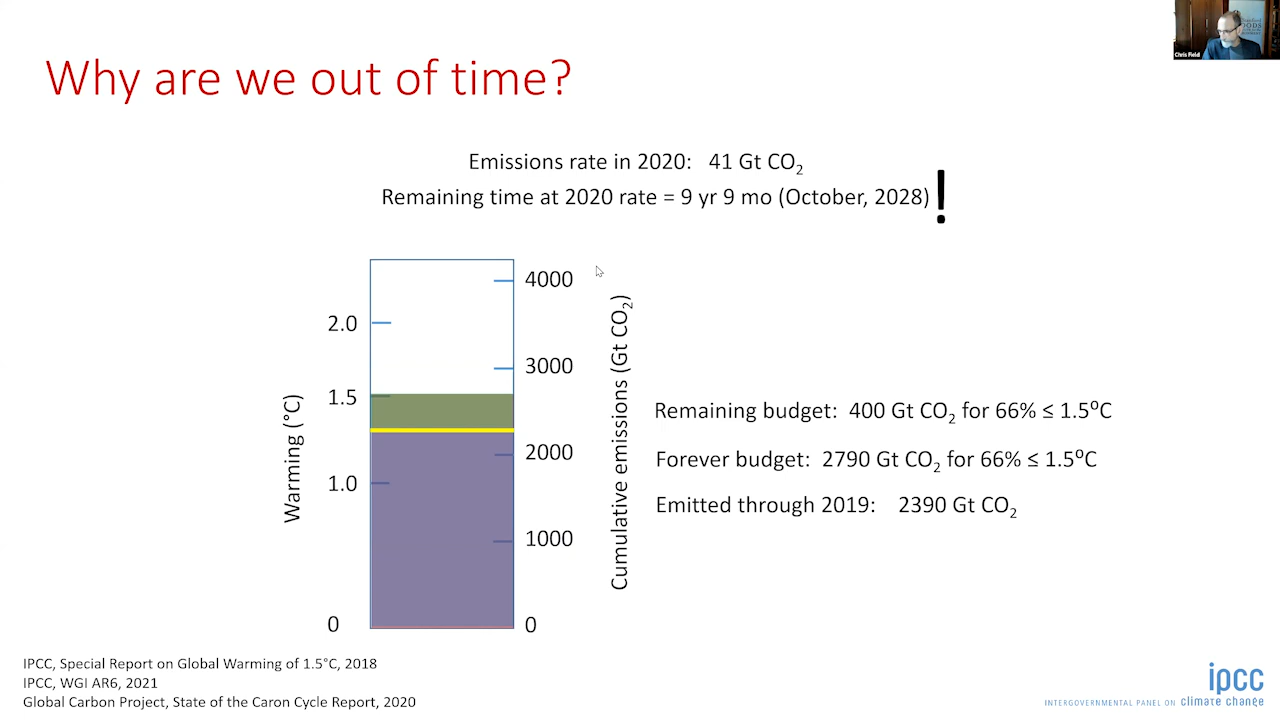 Chris Field
Why are we out of time?
Emissions rate in 2020: 41 Gt CO₂
Remaining time at 2020 rate = 9 yr 9 mo (October, 2028) !
4000
2.0
3000
1.5
2000
1.0
1000
0
0
Warming (°C)
Cumulative emissions (Gt CO₂)
Remaining budget: 400 Gt CO₂ for 66% ≤ 1.5⁰C
Forever budget: 2790 Gt CO₂ for 66% ≤ 1.5⁰C
Emitted through 2019: 2390 Gt CO₂
IPCC, Special Report on Global Warming of 1.5°C, 2018
IPCC, WGI AR6, 2021
Global Carbon Project, State of the Caron Cycle Report, 2020
ipcc
INTERGOVERNMENTAL PANEL ON climate change